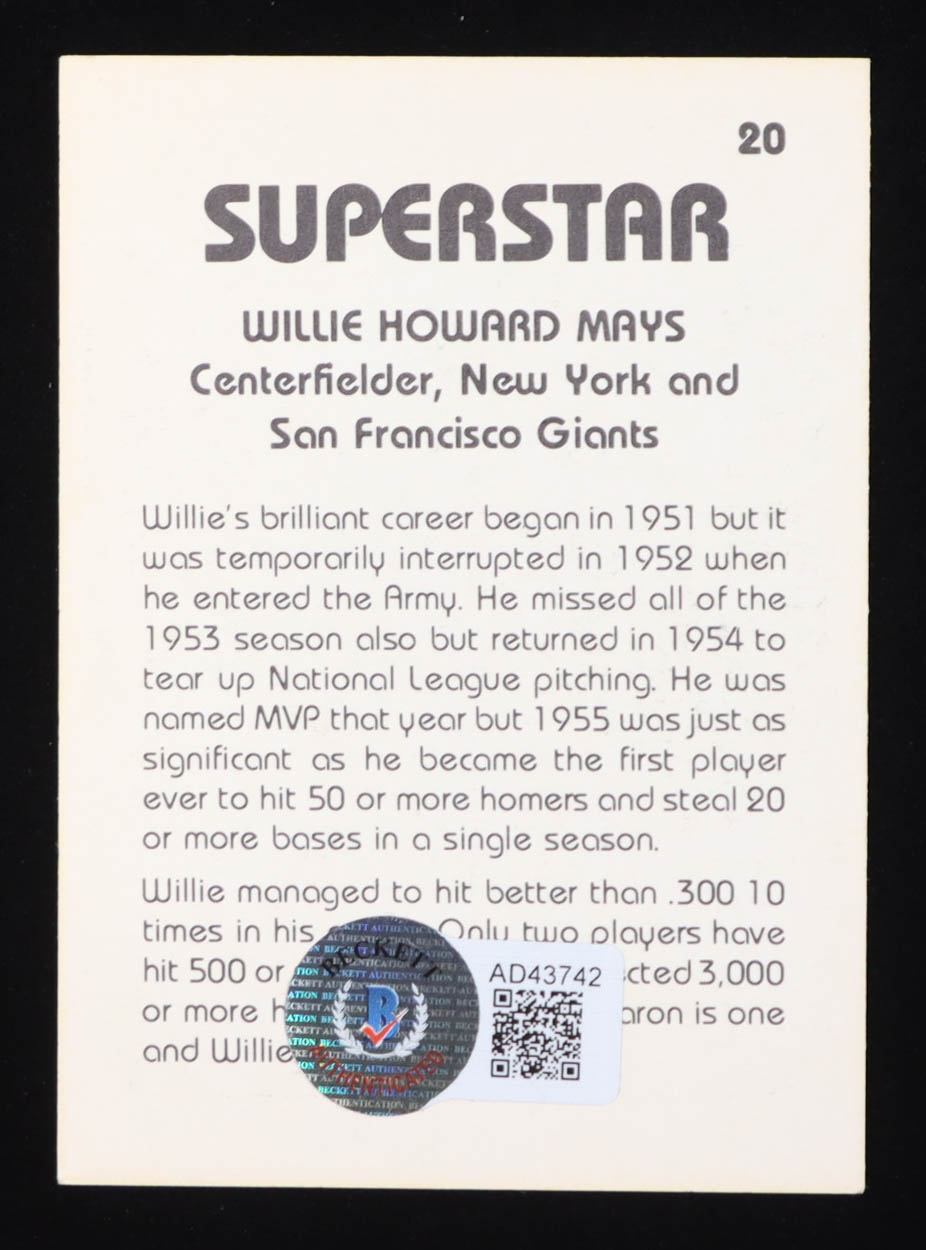 20
SUPERSTAR
WILLIE HOWARD MAYS
Centerfielder, New York and
San Francisco Giants
Willie's brilliant career began in 1951 but it
was temporarily interrupted in 1952 when
he entered the Army. He missed all of the
1953 season also but returned in 1954 to
tear up National League pitching. He was
named MVP that year but 1955 was just as
significant as he became the first player
ever to hit 50 or more homers and steal 20
or more bases in a single season.
Willie managed to hit better than .300 10
times in his Only two players have
hit 500 or cted 3,000
or more h aron is one
and Willie
BECKETT
B
AUTHENTICATED
AD43742